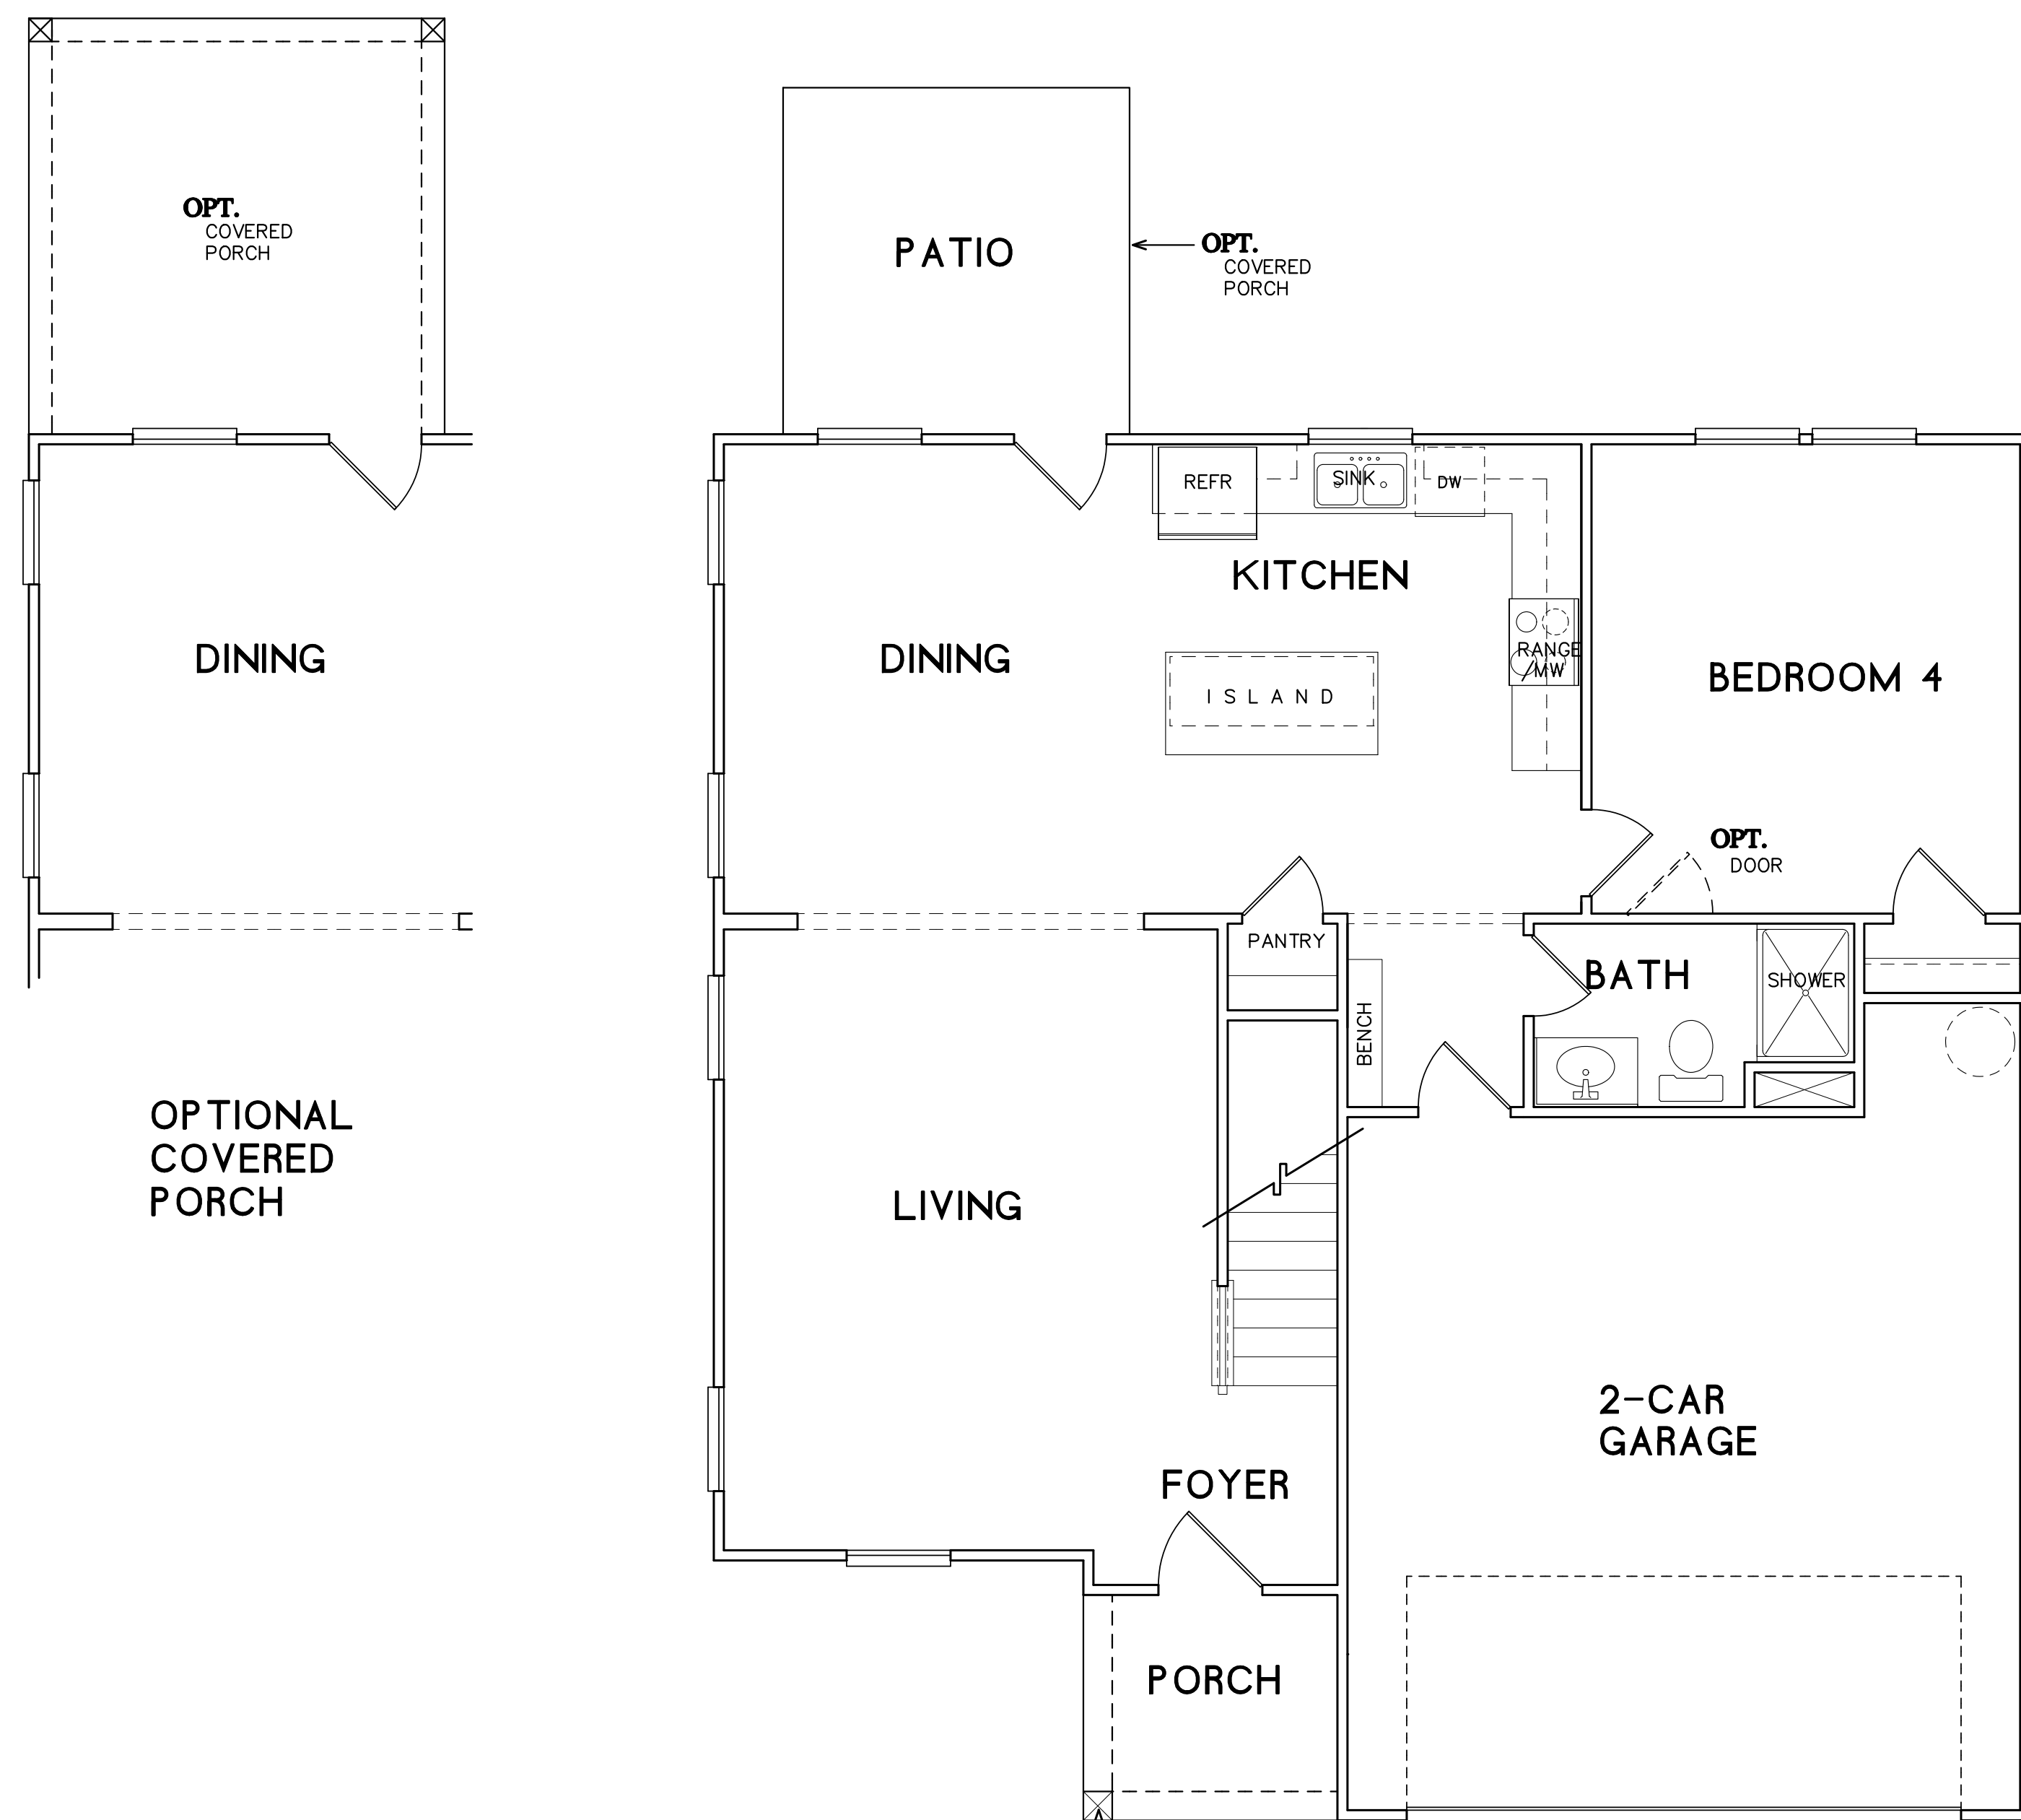 OPT.
COVERED
PORCH
DINING
OPTIONAL
COVERED
PORCH
PATIO
OPT.
COVERED
PORCH
REFR
SINK
DW
KITCHEN
DINING
ISLAND
RANGE
/MW
BEDROOM 4
OPT.
DOOR
PANTRY
BENCH
BATH
SHOWER
LIVING
2-CAR
GARAGE
FOYER
PORCH